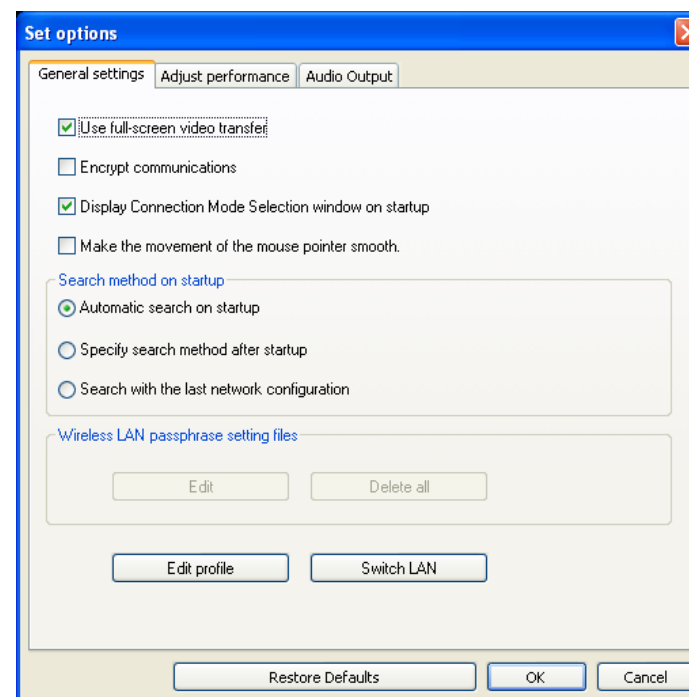 Set options
General settings Adjust performance Audio Output
Use full-screen video transfer
Encrypt communications
Display Connection Mode Selection window on startup
Make the movement of the mouse pointer smooth.
Search method on startup
Automatic search on startup
Specify search method after startup
Search with the last network configuration
Wireless LAN passphrase setting files
Edit Delete all
Edit profile Switch LAN
Restore Defaults OK Cancel